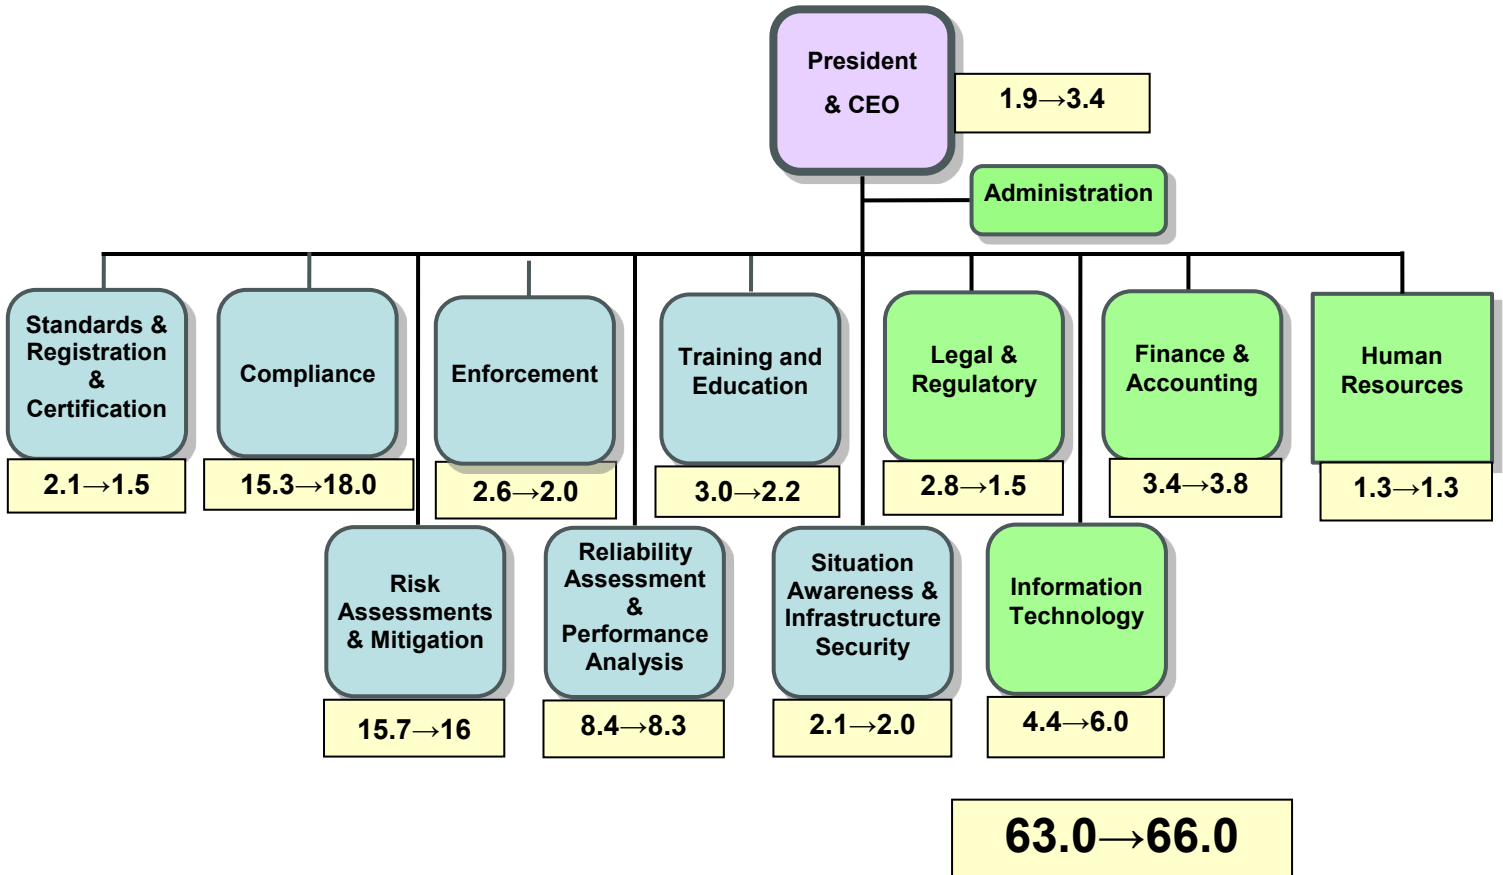 President
& CEO
1.9→3.4
Administration
Standards &
Registration
&
Certification
2.1→1.5
Compliance
15.3→18.0
Enforcement
2.6→2.0
Training and
Education
3.0→2.2
Legal &
Regulatory
2.8→1.5
Finance &
Accounting
3.4→3.8
Human
Resources
1.3→1.3
Risk
Assessments
& Mitigation
15.7→16
Reliability
Assessment
&
Performance
Analysis
8.4→8.3
Situation
Awareness &
Infrastructure
Security
2.1→2.0
Information
Technology
4.4→6.0
63.0→66.0